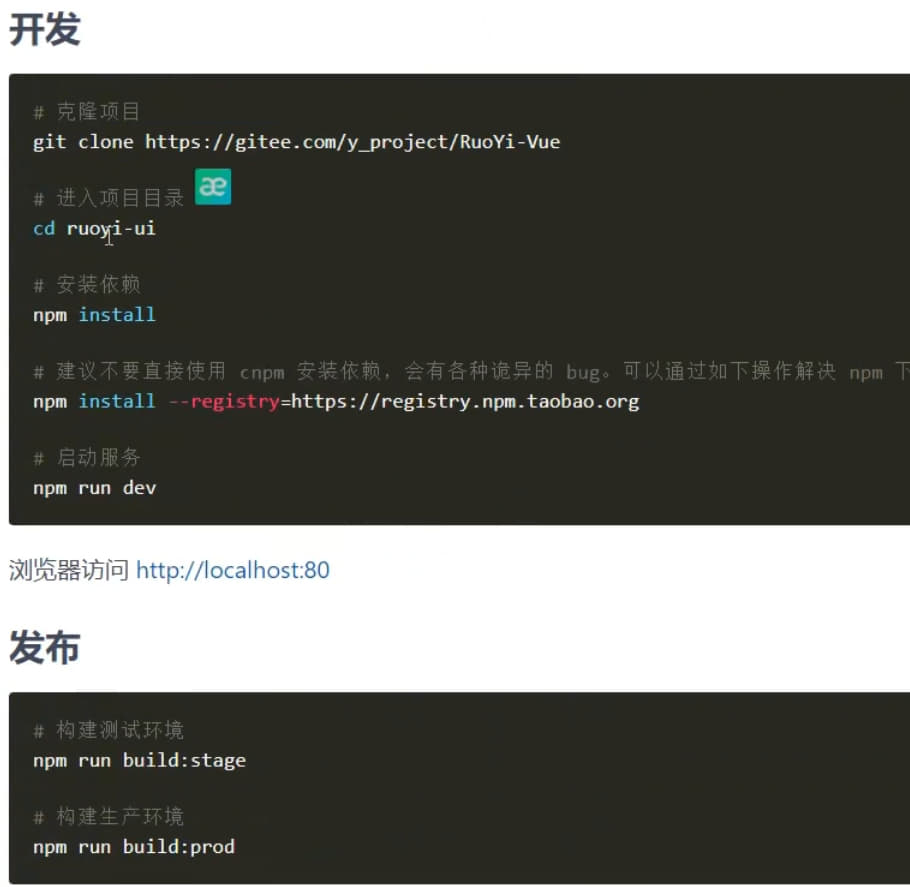 开发
# 克隆项目
git clone https://gitee.com/y_project/RuoYi-Vue
# 进入项目目录
æ
cd ruoyi-ui
# 安装依赖
npm install
# 建议不要直接使用 cnpm 安装依赖，会有各种诡异的 bug。可以通过如下操作解决 npm 下
npm install --registry=https://registry.npm.taobao.org
# 启动服务
npm run dev
浏览器访问 http://localhost:80
发布
# 构建测试环境
npm run build:stage
# 构建生产环境
npm run build:prod